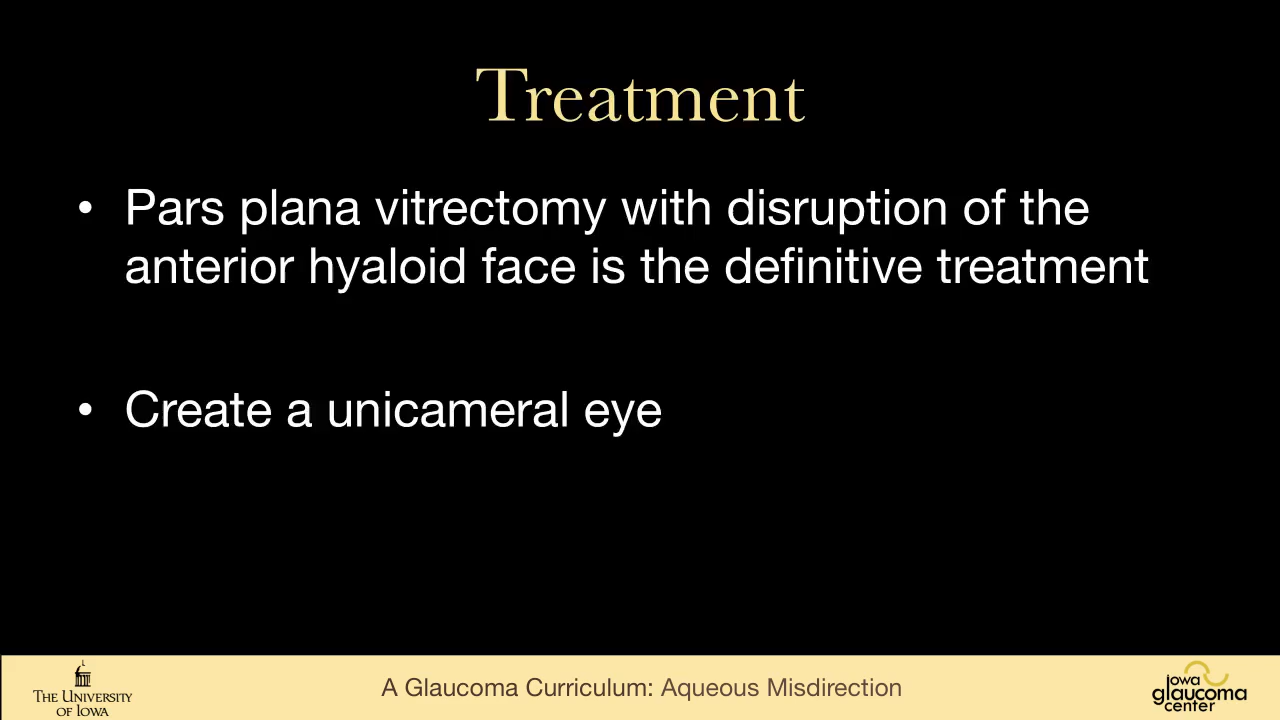 Treatment
• Pars plana vitrectomy with disruption of the
anterior hyaloid face is the definitive treatment
• Create a unicameral eye
THE UNIVERSITY
OF IOWA
A Glaucoma Curriculum: Aqueous Misdirection
iowa
glaucoma
center